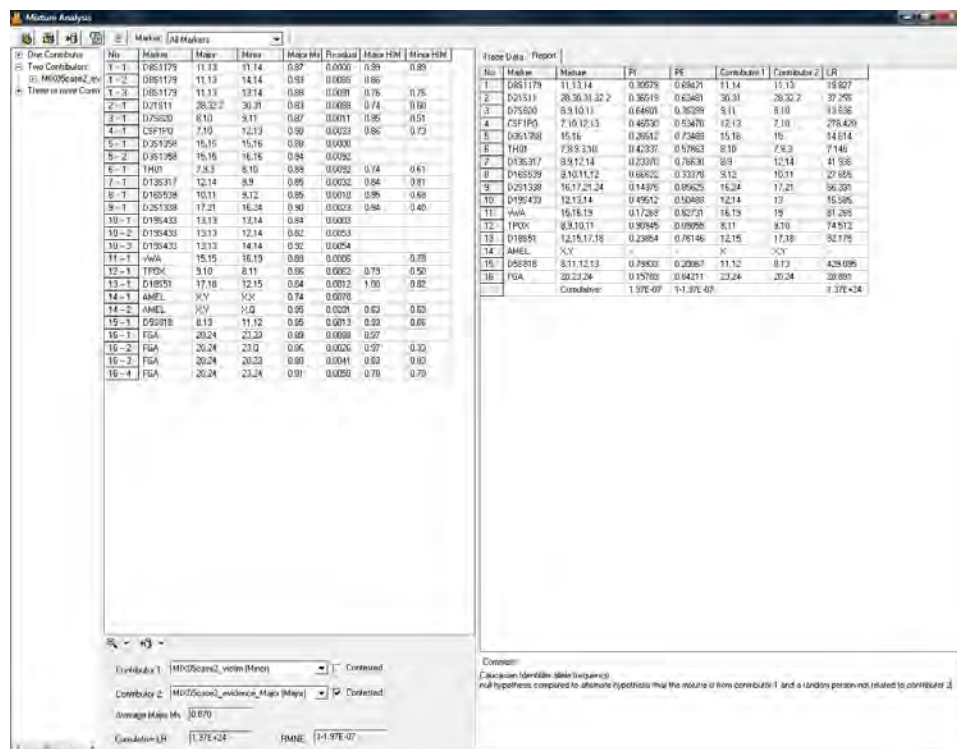 Mixture Analysis
Marker: All Markers
One Contributor
Two Contributors
MIX05case2_ev
Three or more Contri
No Marker Major Minor Major Mx Residual Major HIM Minor HIM
1 - 1 D8S1179 11,13 11,14 0.87 0.0000 0.99 0.89
1 - 2 D8S1179 11,13 14,14 0.93 0.0086 0.86
1 - 3 D8S1179 11,13 13,14 0.88 0.0091 0.76 0.76
2 - 1 D21S11 28,32.2 30,31 0.83 0.0088 0.74 0.60
3 - 1 D7S820 8,10 9,11 0.87 0.0011 0.95 0.51
4 - 1 CSF1PO 7,10 12,13 0.90 0.0033 0.86 0.73
5 - 1 D3S1358 15,15 15,16 0.88 0.0000
5 - 2 D3S1358 15,15 16,16 0.94 0.0092
6 - 1 TH01 7,9.3 8,10 0.89 0.0092 0.74 0.61
7 - 1 D13S317 12,14 8,9 0.85 0.0032 0.84 0.81
8 - 1 D16S539 10,11 9,12 0.85 0.0010 0.95 0.68
9 - 1 D2S1338 17,21 16,24 0.90 0.0023 0.94 0.40
10 - 1 D19S433 13,13 14,14 0.84 0.0003
10 - 2 D19S433 13,13 12,14 0.82 0.0053
10 - 3 D19S433 13,13 14,14 0.92 0.0054
11 - 1 vWA 15,15 16,19 0.89 0.0006 0.78
12 - 1 TPOX 9,10 8,11 0.86 0.0062 0.79 0.50
13 - 1 D18S51 17,18 12,15 0.84 0.0012 1.00 0.82
14 - 1 AMEL X,Y X,X 0.74 0.0070
14 - 2 AMEL X,Y X,Q 0.95 0.0201 0.63 0.63
15 - 1 D5S818 8,13 11,12 0.95 0.0013 0.93 0.66
16 - 1 FGA 20,24 23,23 0.89 0.0088 0.97
16 - 2 FGA 20,24 23,Q 0.86 0.0026 0.97 0.33
16 - 3 FGA 20,24 20,23 0.80 0.0041 0.83 0.83
16 - 4 FGA 20,24 23,24 0.91 0.0058 0.79 0.79
Trace Data Report
No Marker Mixture PI PE Contributor 1 Contributor 2 LR
1 D8S1179 11,13,14 0.30579 0.69421 11,14 11,13 19.827
2 D21S11 28,30,31,32.2 0.36519 0.63481 30,31 28,32.2 37.256
3 D7S820 8,9,10,11 0.64601 0.35399 9,11 8,10 13.636
4 CSF1PO 7,10,12,13 0.46530 0.53470 12,13 7,10 278.420
5 D3S1358 15,16 0.26512 0.73488 15,16 15 14.614
6 TH01 7,8,9.3,10 0.42337 0.57663 8,10 7,9.3 7.146
7 D13S317 8,9,12,14 0.23370 0.76630 8,9 12,14 41.936
8 D16S539 9,10,11,12 0.66622 0.33378 9,12 10,11 27.655
9 D2S1338 16,17,21,24 0.14375 0.85625 16,24 17,21 66.391
10 D19S433 12,13,14 0.49512 0.50488 12,14 13 16.585
11 vWA 15,16,19 0.17269 0.82731 16,19 15 81.265
12 TPOX 8,9,10,11 0.90945 0.09055 8,11 9,10 74.512
13 D18S51 12,15,17,18 0.23854 0.76146 12,15 17,18 52.175
14 AMEL X,Y - - X X,Y -
15 D5S818 8,11,12,13 0.79933 0.20067 11,12 8,13 429.095
16 FGA 20,23,24 0.15789 0.84211 23,24 20,24 28.891
Cumulative 1.97E-07 1-1.97E-07 1.37E+24
Contributor 1: MIX05case2_victim (Minor) Contested
Contributor 2: MIX05case2_evidence_Major (Major) Contested
Average Major Mx 0.870
Cumulative LR 1.37E+24 RMNE 1-1.97E-07
Comment
Caucasian Identifiler allele frequency
null hypothesis compared to alternate hypothesis that the mixture is from contributor 1 and a random person not related to contributor 2